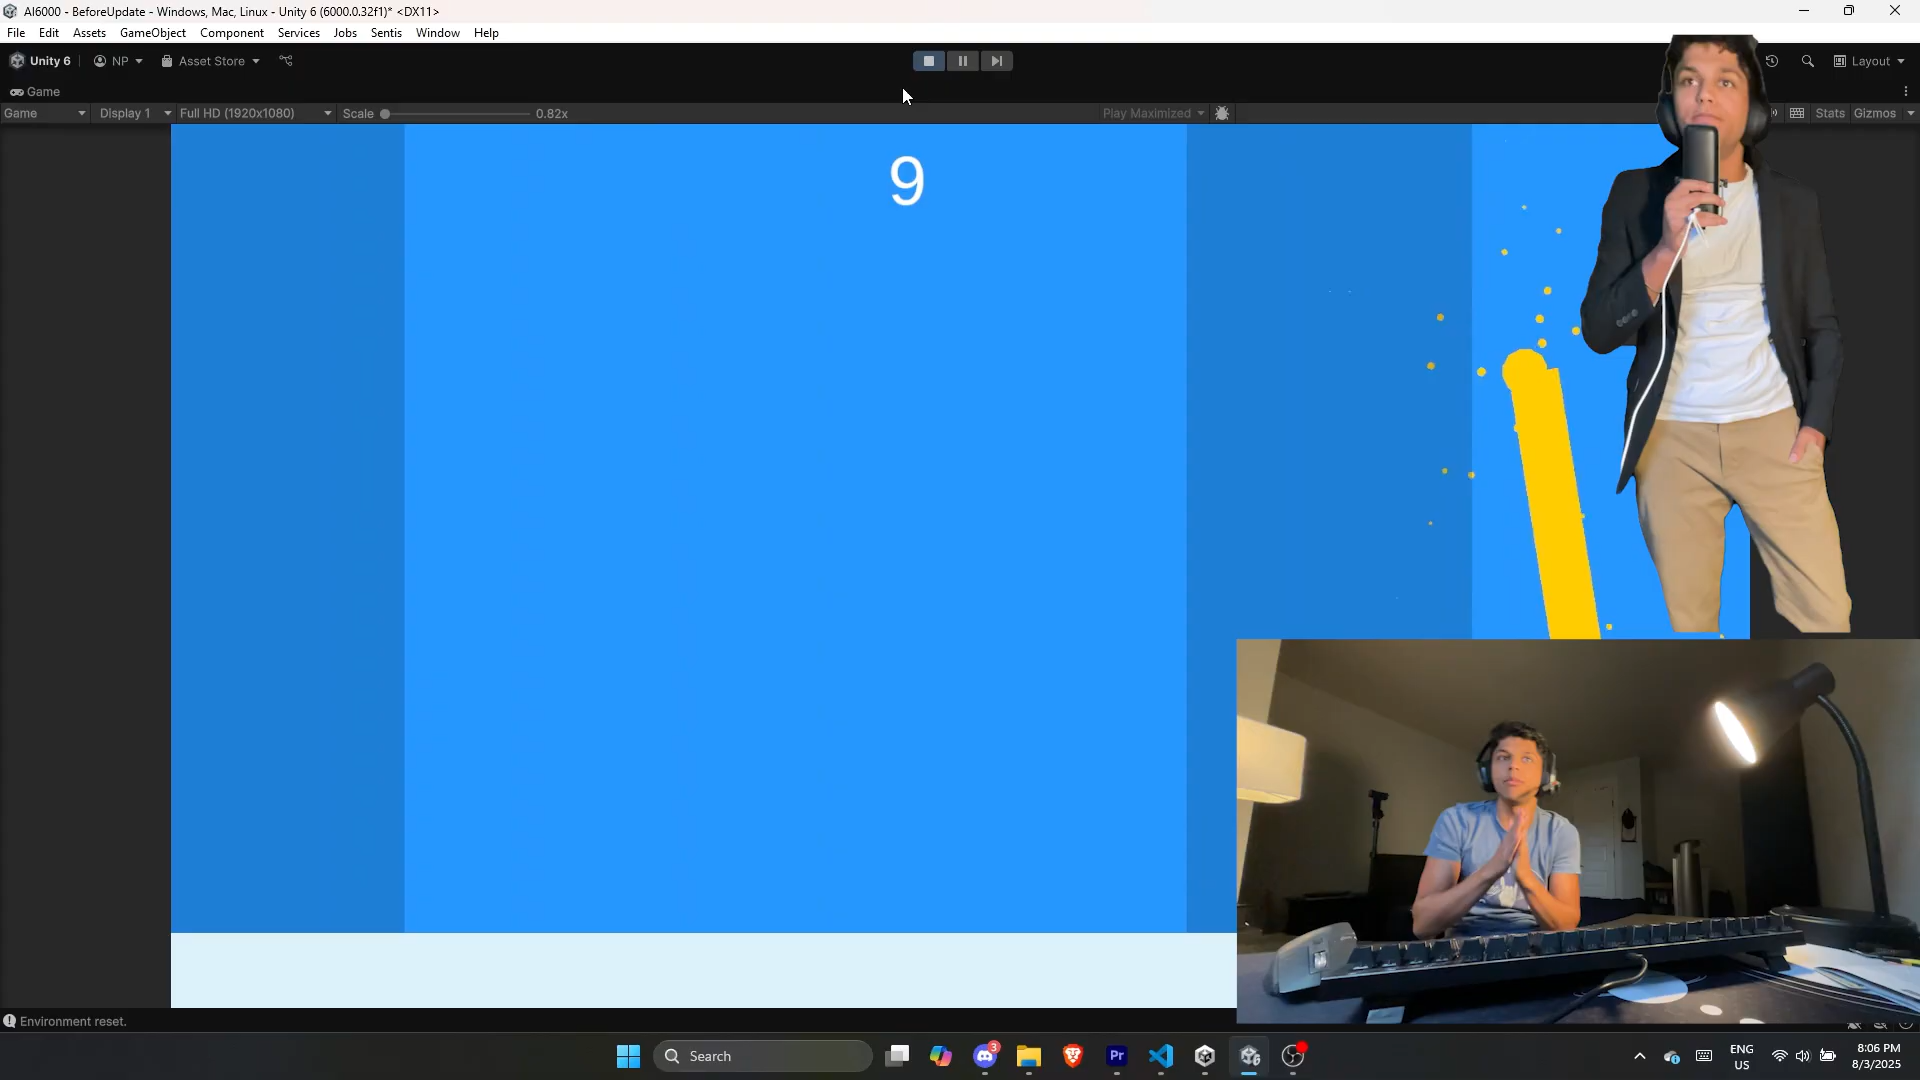 AI6000 - BeforeUpdate - Windows, Mac, Linux - Unity 6 (6000.0.32f1)* <DX11>
File Edit Assets GameObject Component Services Jobs Sentis Window Help
Unity 6 NP Asset Store Layout
Game
Game Display 1 Full HD (1920x1080) Scale 0.82x Play Maximized Stats Gizmos
9
Environment reset.
Search 3 Pr ENG US 8:06 PM 8/3/2025